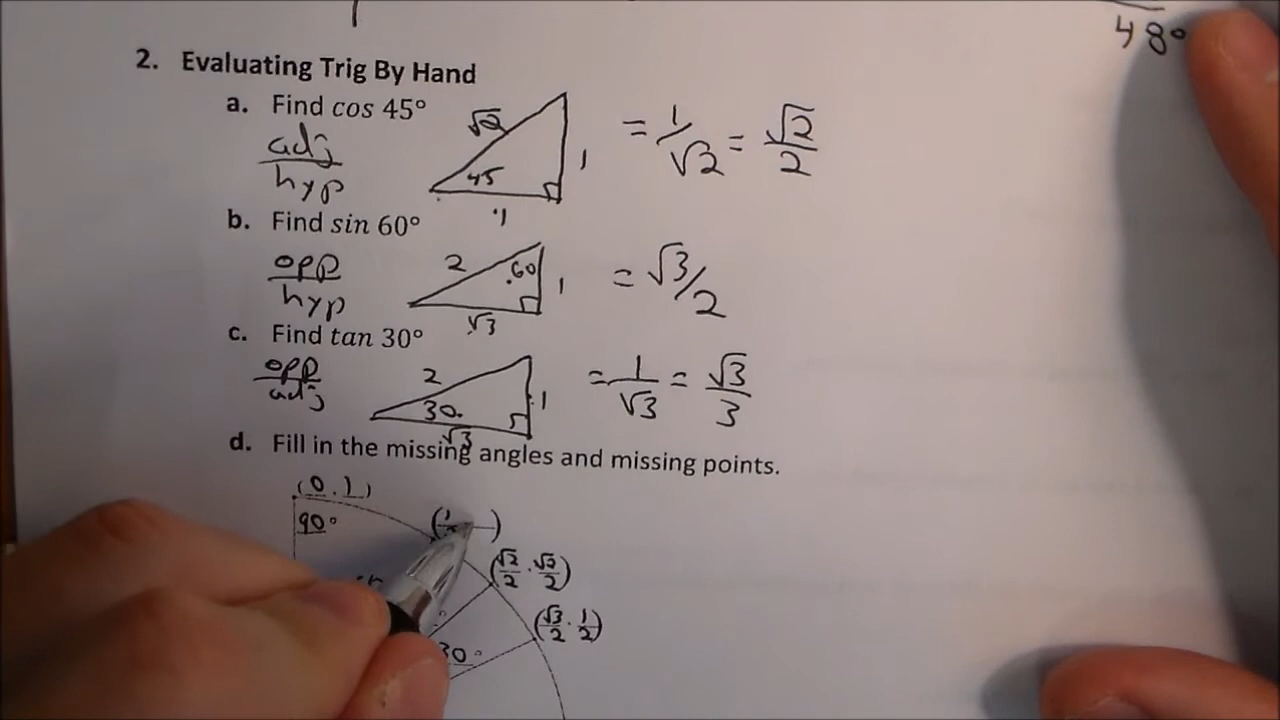 48°
2. Evaluating Trig By Hand
a. Find cos 45°
adj/hyp √2 45 1 1 = 1/√2 = √2/2
b. Find sin 60°
opp/hyp 2 60 1 √3 = √3/2
c. Find tan 30°
opp/adj 2 30 1 √3 = 1/√3 = √3/3
d. Fill in the missing angles and missing points.
(0, 1)
90°
(√2/2, √2/2)
(√3/2, 1/2)
30°